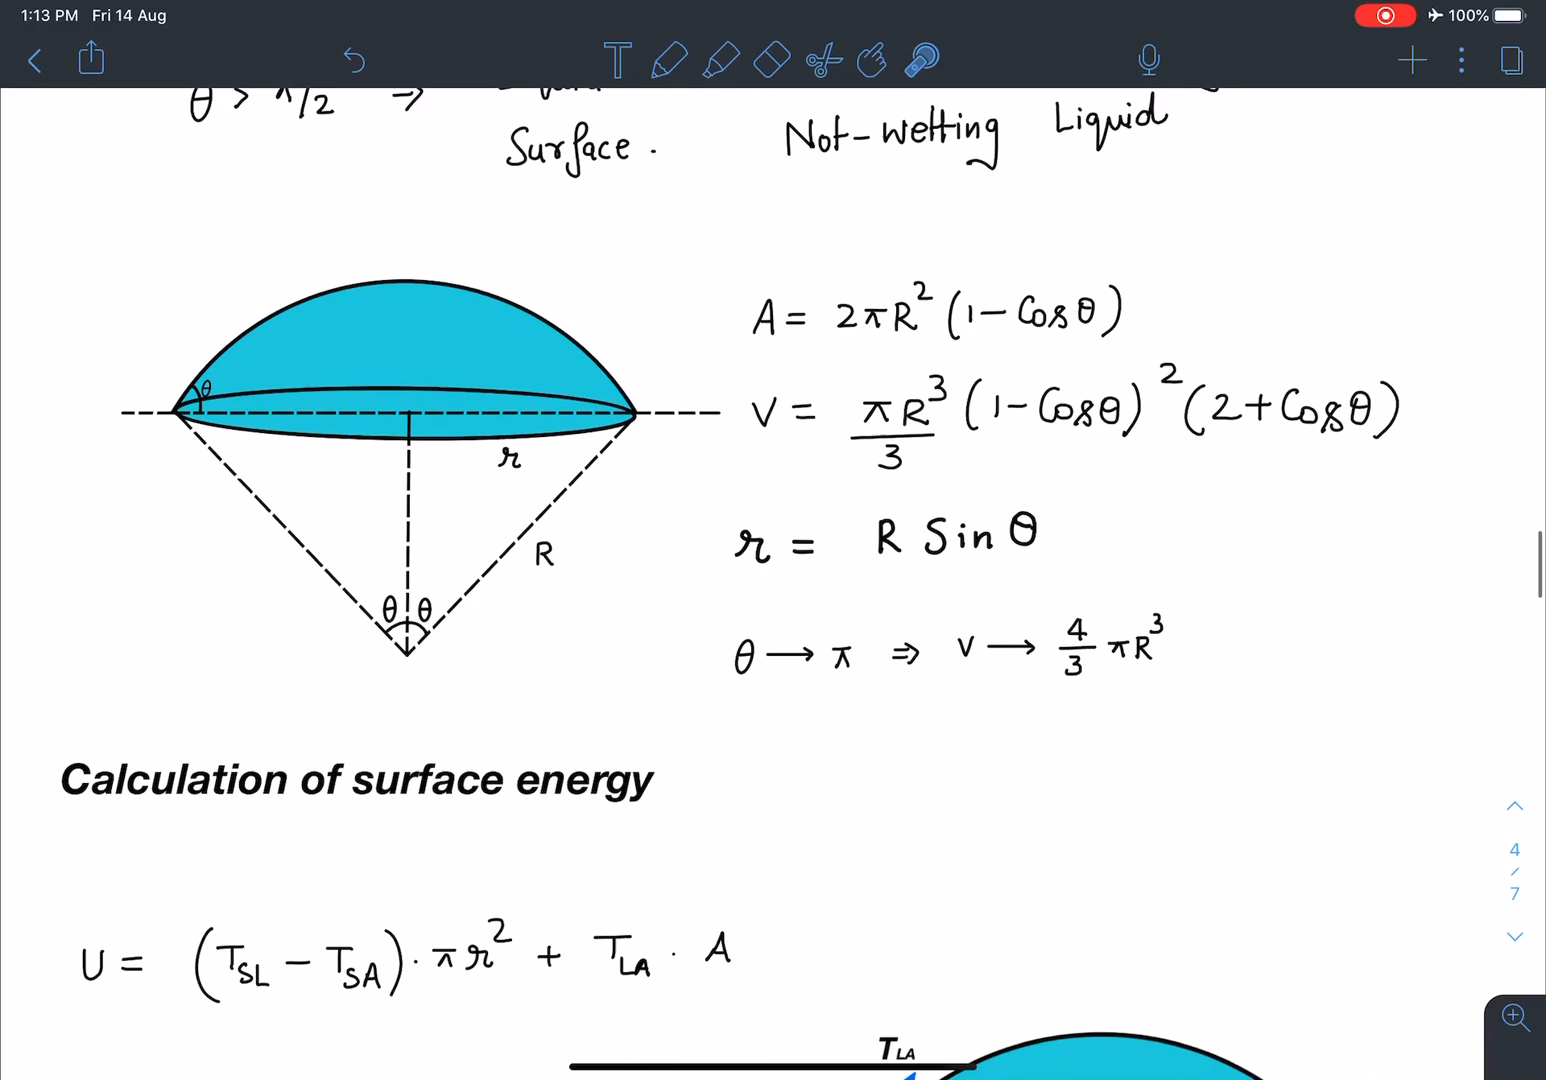 1:13 PM Fri 14 Aug
100%
θ > π/2 ⇒
Surface.
Not-wetting Liquid
θ
r
R
θ θ
A = 2πR² (1 - Cosθ)
V = πR³/3 (1 - Cosθ)² (2 + Cosθ)
r = R Sin θ
θ → π ⇒ V → 4/3 πR³
Calculation of surface energy
4
/
7
U = (T_SL - T_SA) · πr² + T_LA · A
T_LA